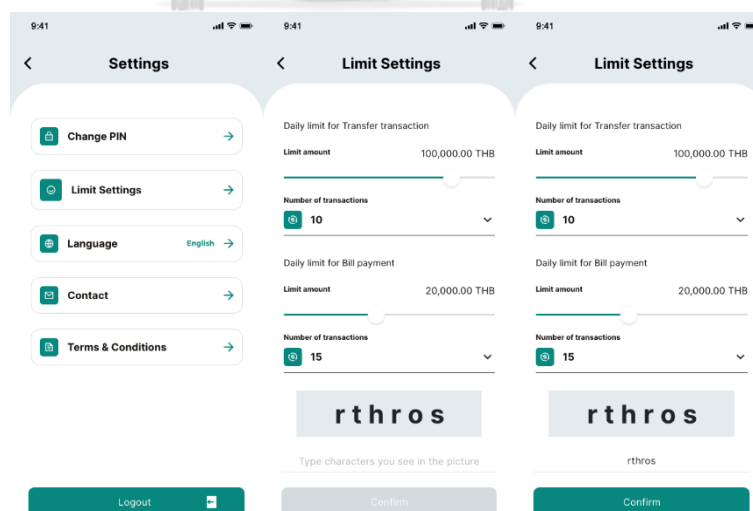 9:41
Settings
Change PIN
Limit Settings
Language English
Contact
Terms & Conditions
Logout
9:41
Limit Settings
Daily limit for Transfer transaction
Limit amount 100,000.00 THB
Number of transactions
10
Daily limit for Bill payment
Limit amount 20,000.00 THB
Number of transactions
15
rthros
Type characters you see in the picture
Confirm
9:41
Limit Settings
Daily limit for Transfer transaction
Limit amount 100,000.00 THB
Number of transactions
10
Daily limit for Bill payment
Limit amount 20,000.00 THB
Number of transactions
15
rthros
rthros
Confirm